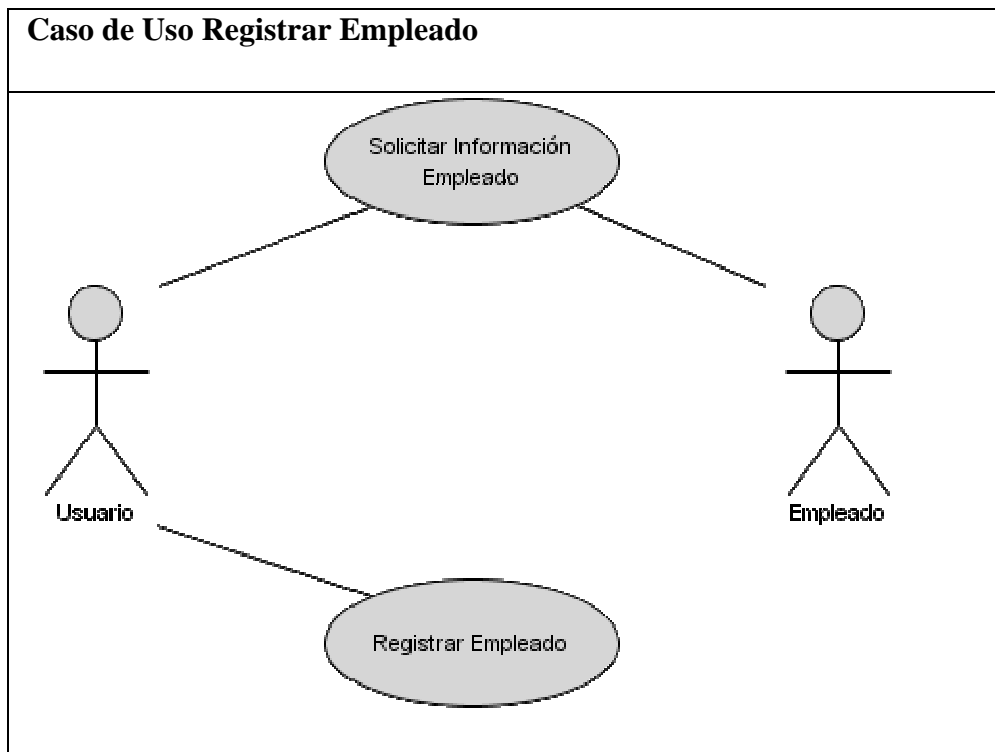 Caso de Uso Registrar Empleado
Solicitar Información
Empleado
Usuario
Empleado
Registrar Empleado